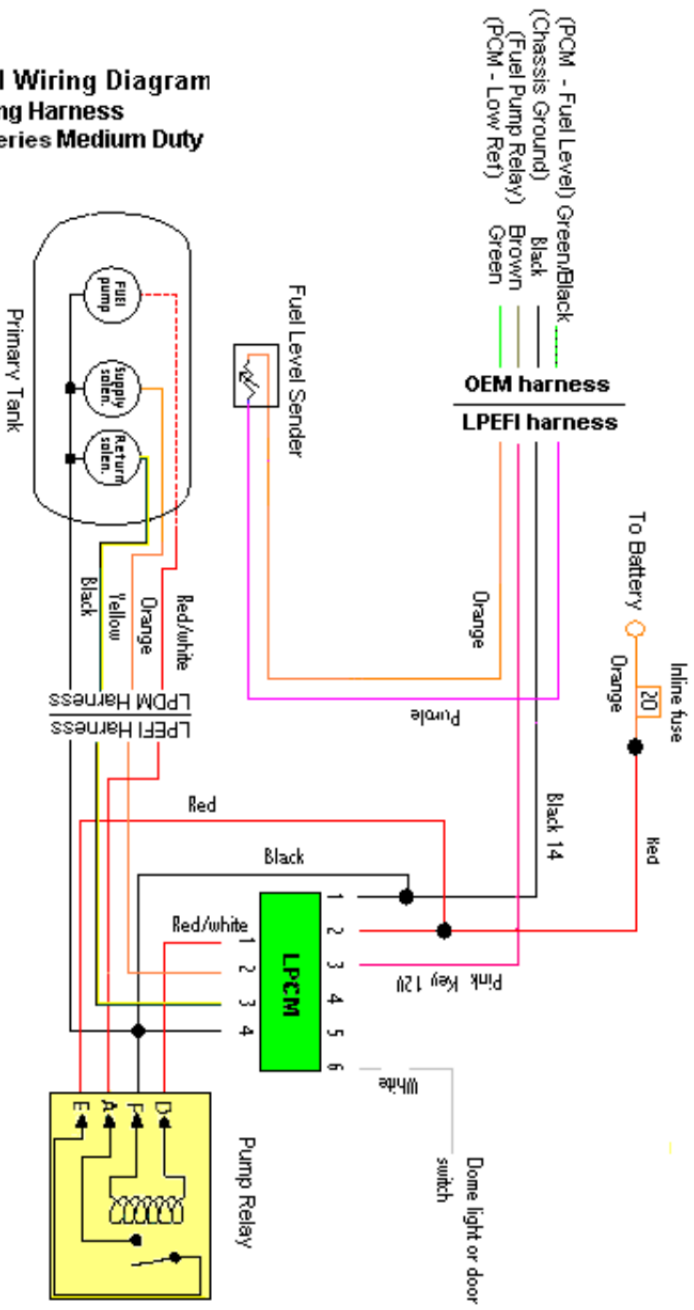 Wiring Diagram
Harness
Medium Duty
(PCM - Fuel Level) Green/Black
(Chassis Ground) Black
(Fuel Pump Relay) Brown
(PCM - Low Ref) Green
OEM harness
LPEFI harness
Fuel Level Sender
Primary Tank
Fuel
pump
Supply
solen.
Return
solen.
To Battery
Inline fuse
20
Orange
Red
Orange
Purple
Black 14
Red/white
Orange
Yellow
Black
LPDM Harness
LPEFI Harness
Red
Black
Red/white
LPCM
1
2
3
4
5
6
1
2
3
4
Pink Key 12V
White
Dome light or door
switch
Pump Relay
D
F
A
E